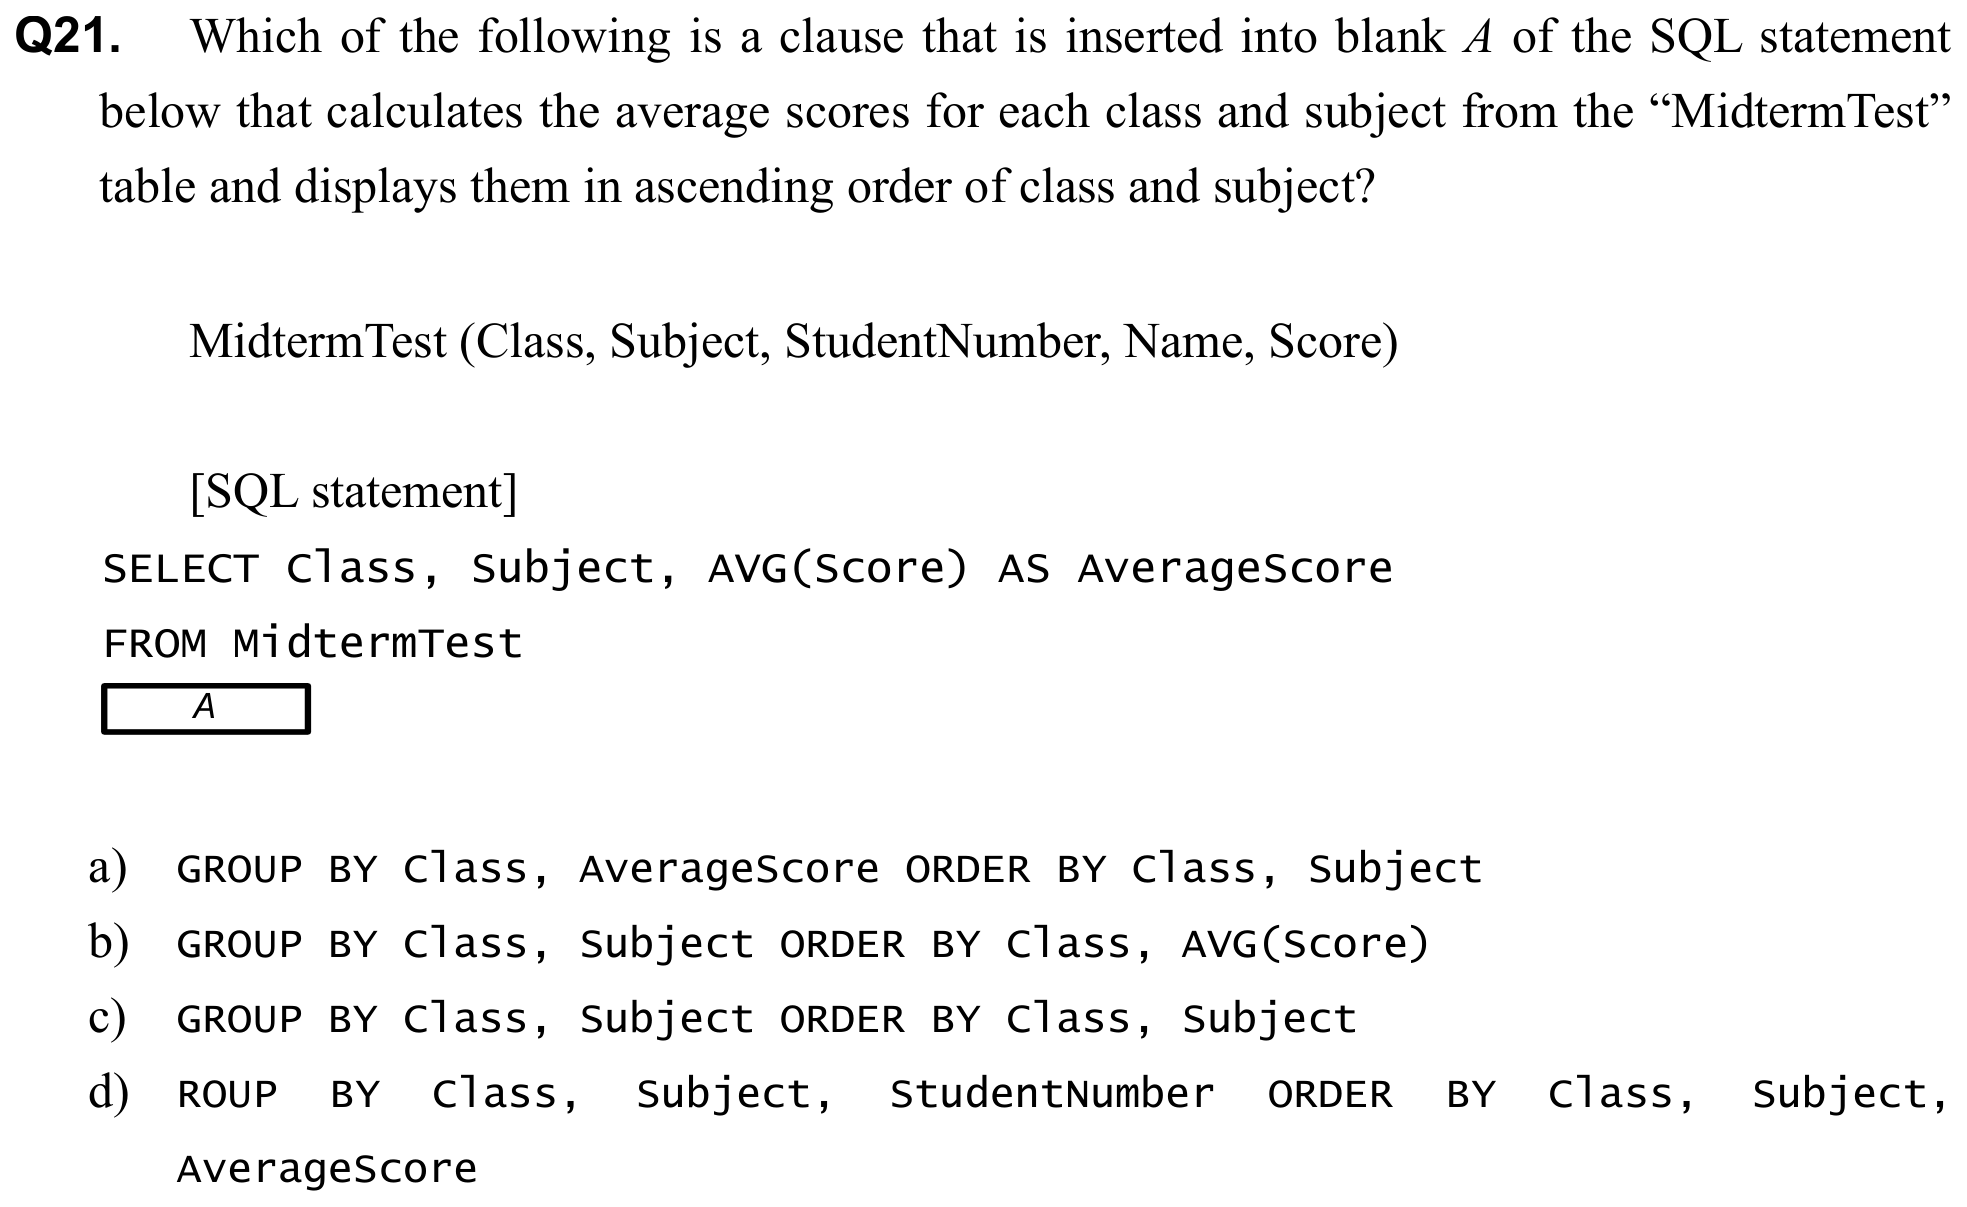 Q21. Which of the following is a clause that is inserted into blank A of the SQL statement
below that calculates the average scores for each class and subject from the “MidtermTest”
table and displays them in ascending order of class and subject?
MidtermTest (Class, Subject, StudentNumber, Name, Score)
[SQL statement]
SELECT Class, Subject, AVG(Score) AS AverageScore
FROM MidtermTest
A
a) GROUP BY Class, AverageScore ORDER BY Class, Subject
b) GROUP BY Class, Subject ORDER BY Class, AVG(Score)
c) GROUP BY Class, Subject ORDER BY Class, Subject
d) ROUP BY Class, Subject, StudentNumber ORDER BY Class, Subject,
AverageScore